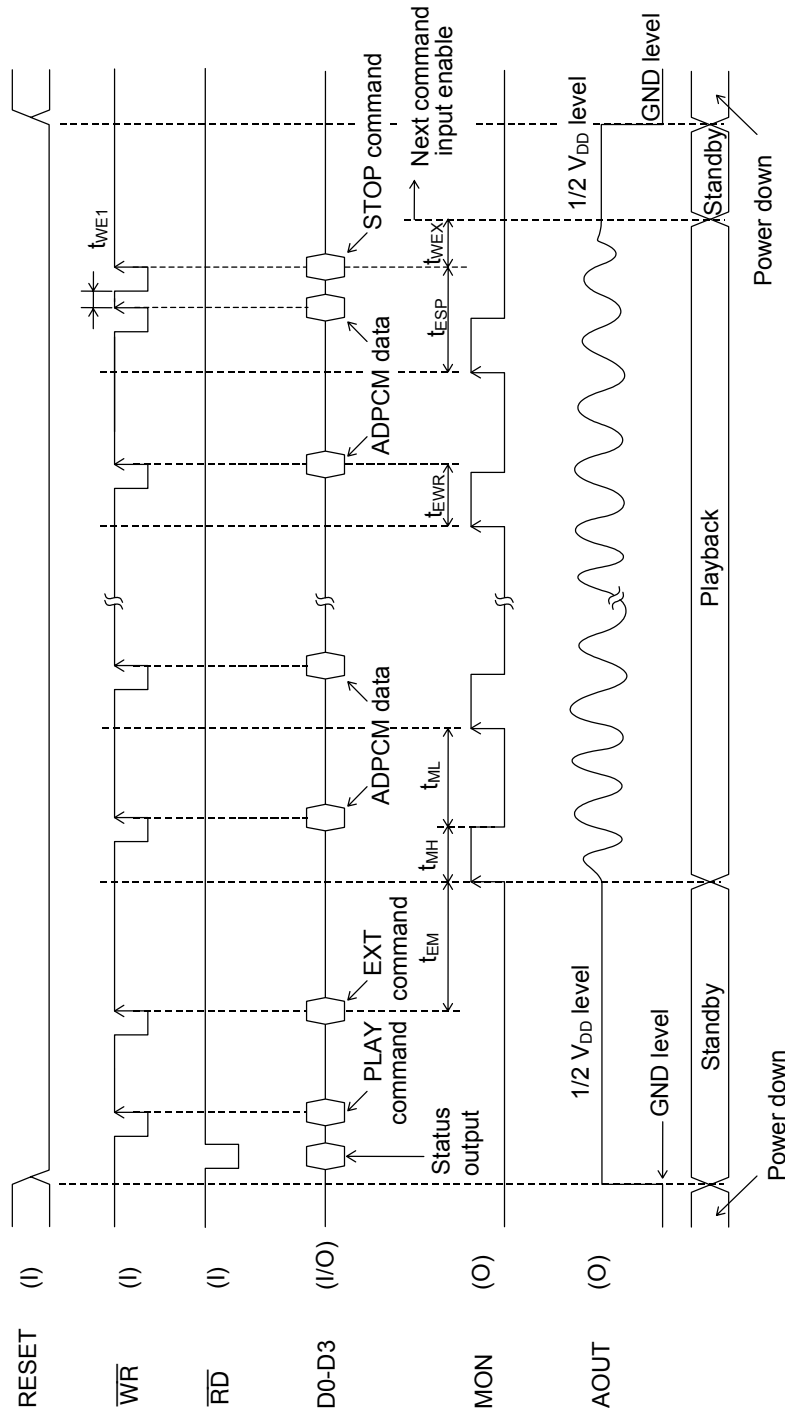 RESET (I)
WR (I)
RD (I)
D0-D3 (I/O)
MON (O)
AOUT (O)
tWE1
Status
output
PLAY
command
EXT
command
ADPCM data
ADPCM data
ADPCM data
ADPCM data
STOP command
tEM
tMH
tML
tEWR
tESP
tWEX
Next command
input enable
1/2 VDD level
GND level
1/2 VDD level
GND level
Power down
Standby
Playback
Standby
Power down